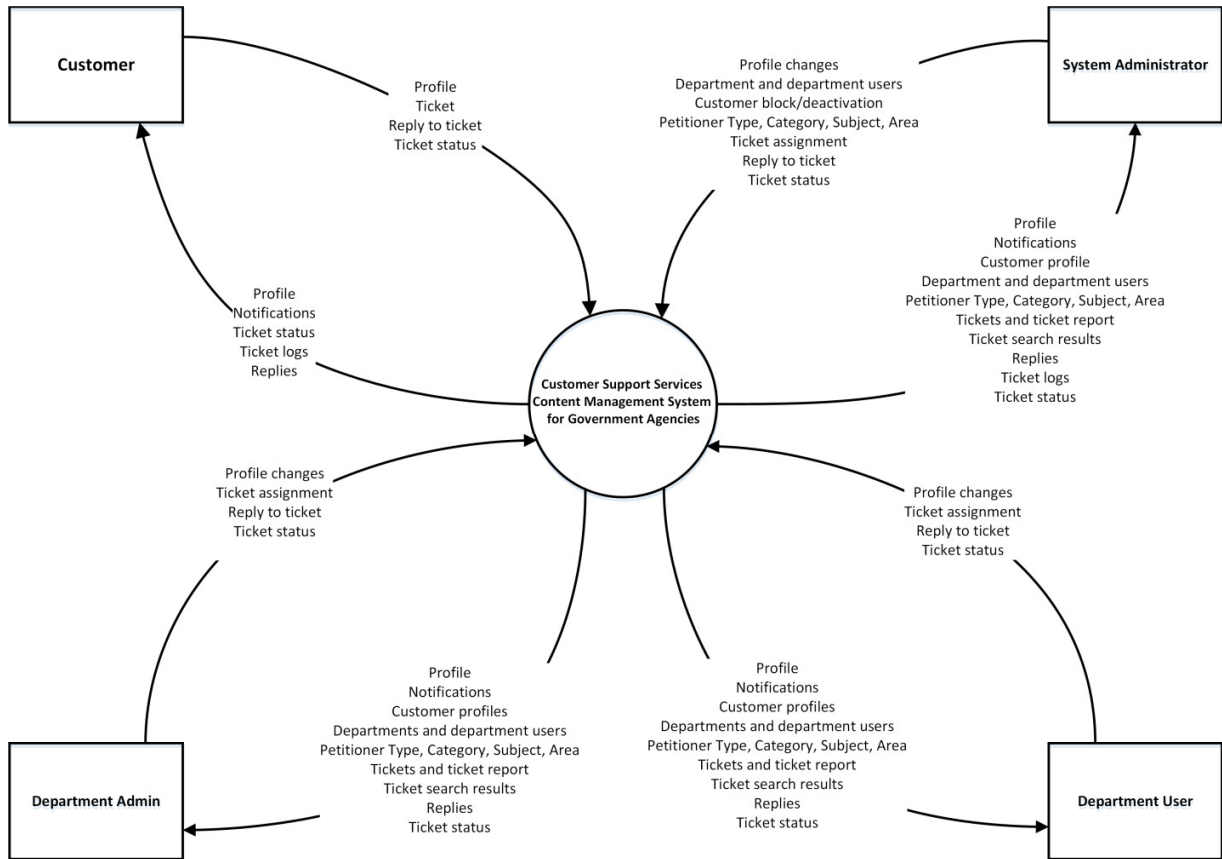 Customer
System Administrator
Profile
Ticket
Reply to ticket
Ticket status
Profile changes
Department and department users
Customer block/deactivation
Petitioner Type, Category, Subject, Area
Ticket assignment
Reply to ticket
Ticket status
Profile
Notifications
Customer profile
Department and department users
Petitioner Type, Category, Subject, Area
Tickets and ticket report
Ticket search results
Replies
Ticket logs
Ticket status
Profile
Notifications
Ticket status
Ticket logs
Replies
Customer Support Services
Content Management System
for Government Agencies
Profile changes
Ticket assignment
Reply to ticket
Ticket status
Profile changes
Ticket assignment
Reply to ticket
Ticket status
Profile
Notifications
Customer profiles
Departments and department users
Petitioner Type, Category, Subject, Area
Tickets and ticket report
Ticket search results
Replies
Ticket status
Profile
Notifications
Customer profiles
Departments and department users
Petitioner Type, Category, Subject, Area
Tickets and ticket report
Ticket search results
Replies
Ticket status
Department Admin
Department User